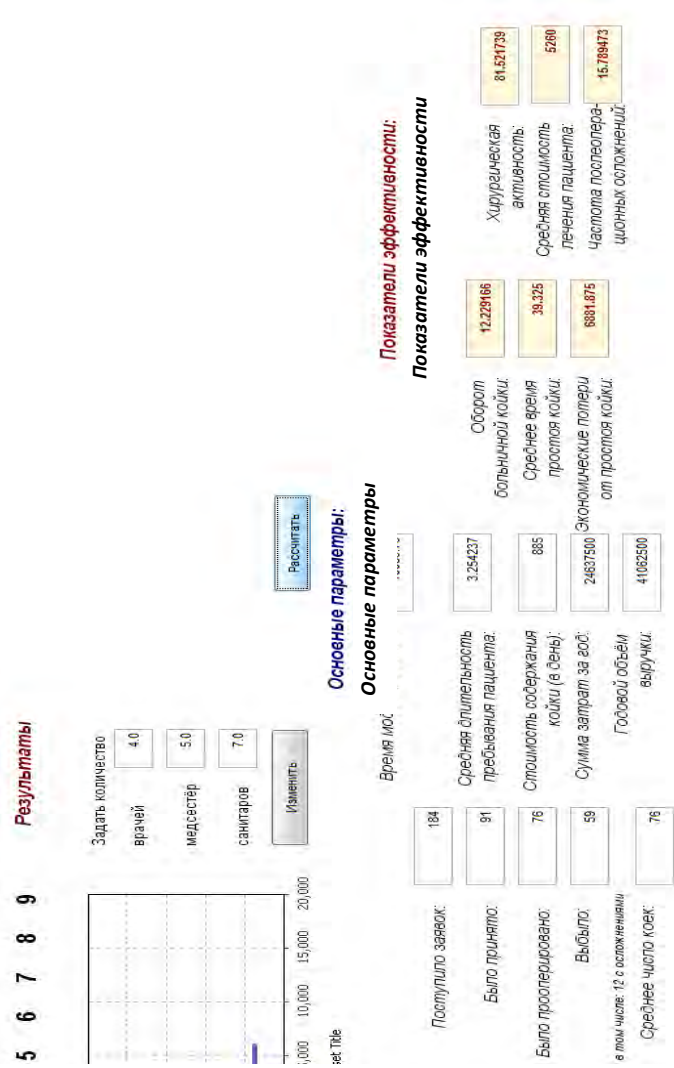 5 6 7 8 9
Результаты
Задать количество
врачей 4.0
медсестёр 5.0
санитаров 7.0
Изменить
Рассчитать
10,000 15,000 20,000
Основные параметры:
Основные параметры
Показатели эффективности:
Показатели эффективности
Время
Поступило заявок: 184
Было принято: 91
Было прооперировано: 76
Выбыло: 59
в том числе: 12 с осложнениями
Среднее число коек: 76
Средняя длительность
пребывания пациента: 3.254237
Стоимость содержания
койки (в день): 885
Сумма затрат за год: 24637500
Годовой объём
выручки: 41062500
Оборот
больничной койки: 12.229166
Среднее время
простоя койки: 39.325
Экономические потери
от простоя койки: 6881.875
Хирургическая
активность: 81.521739
Средняя стоимость
лечения пациента: 5260
Частота послеопера-
ционных осложнений: 15.789473